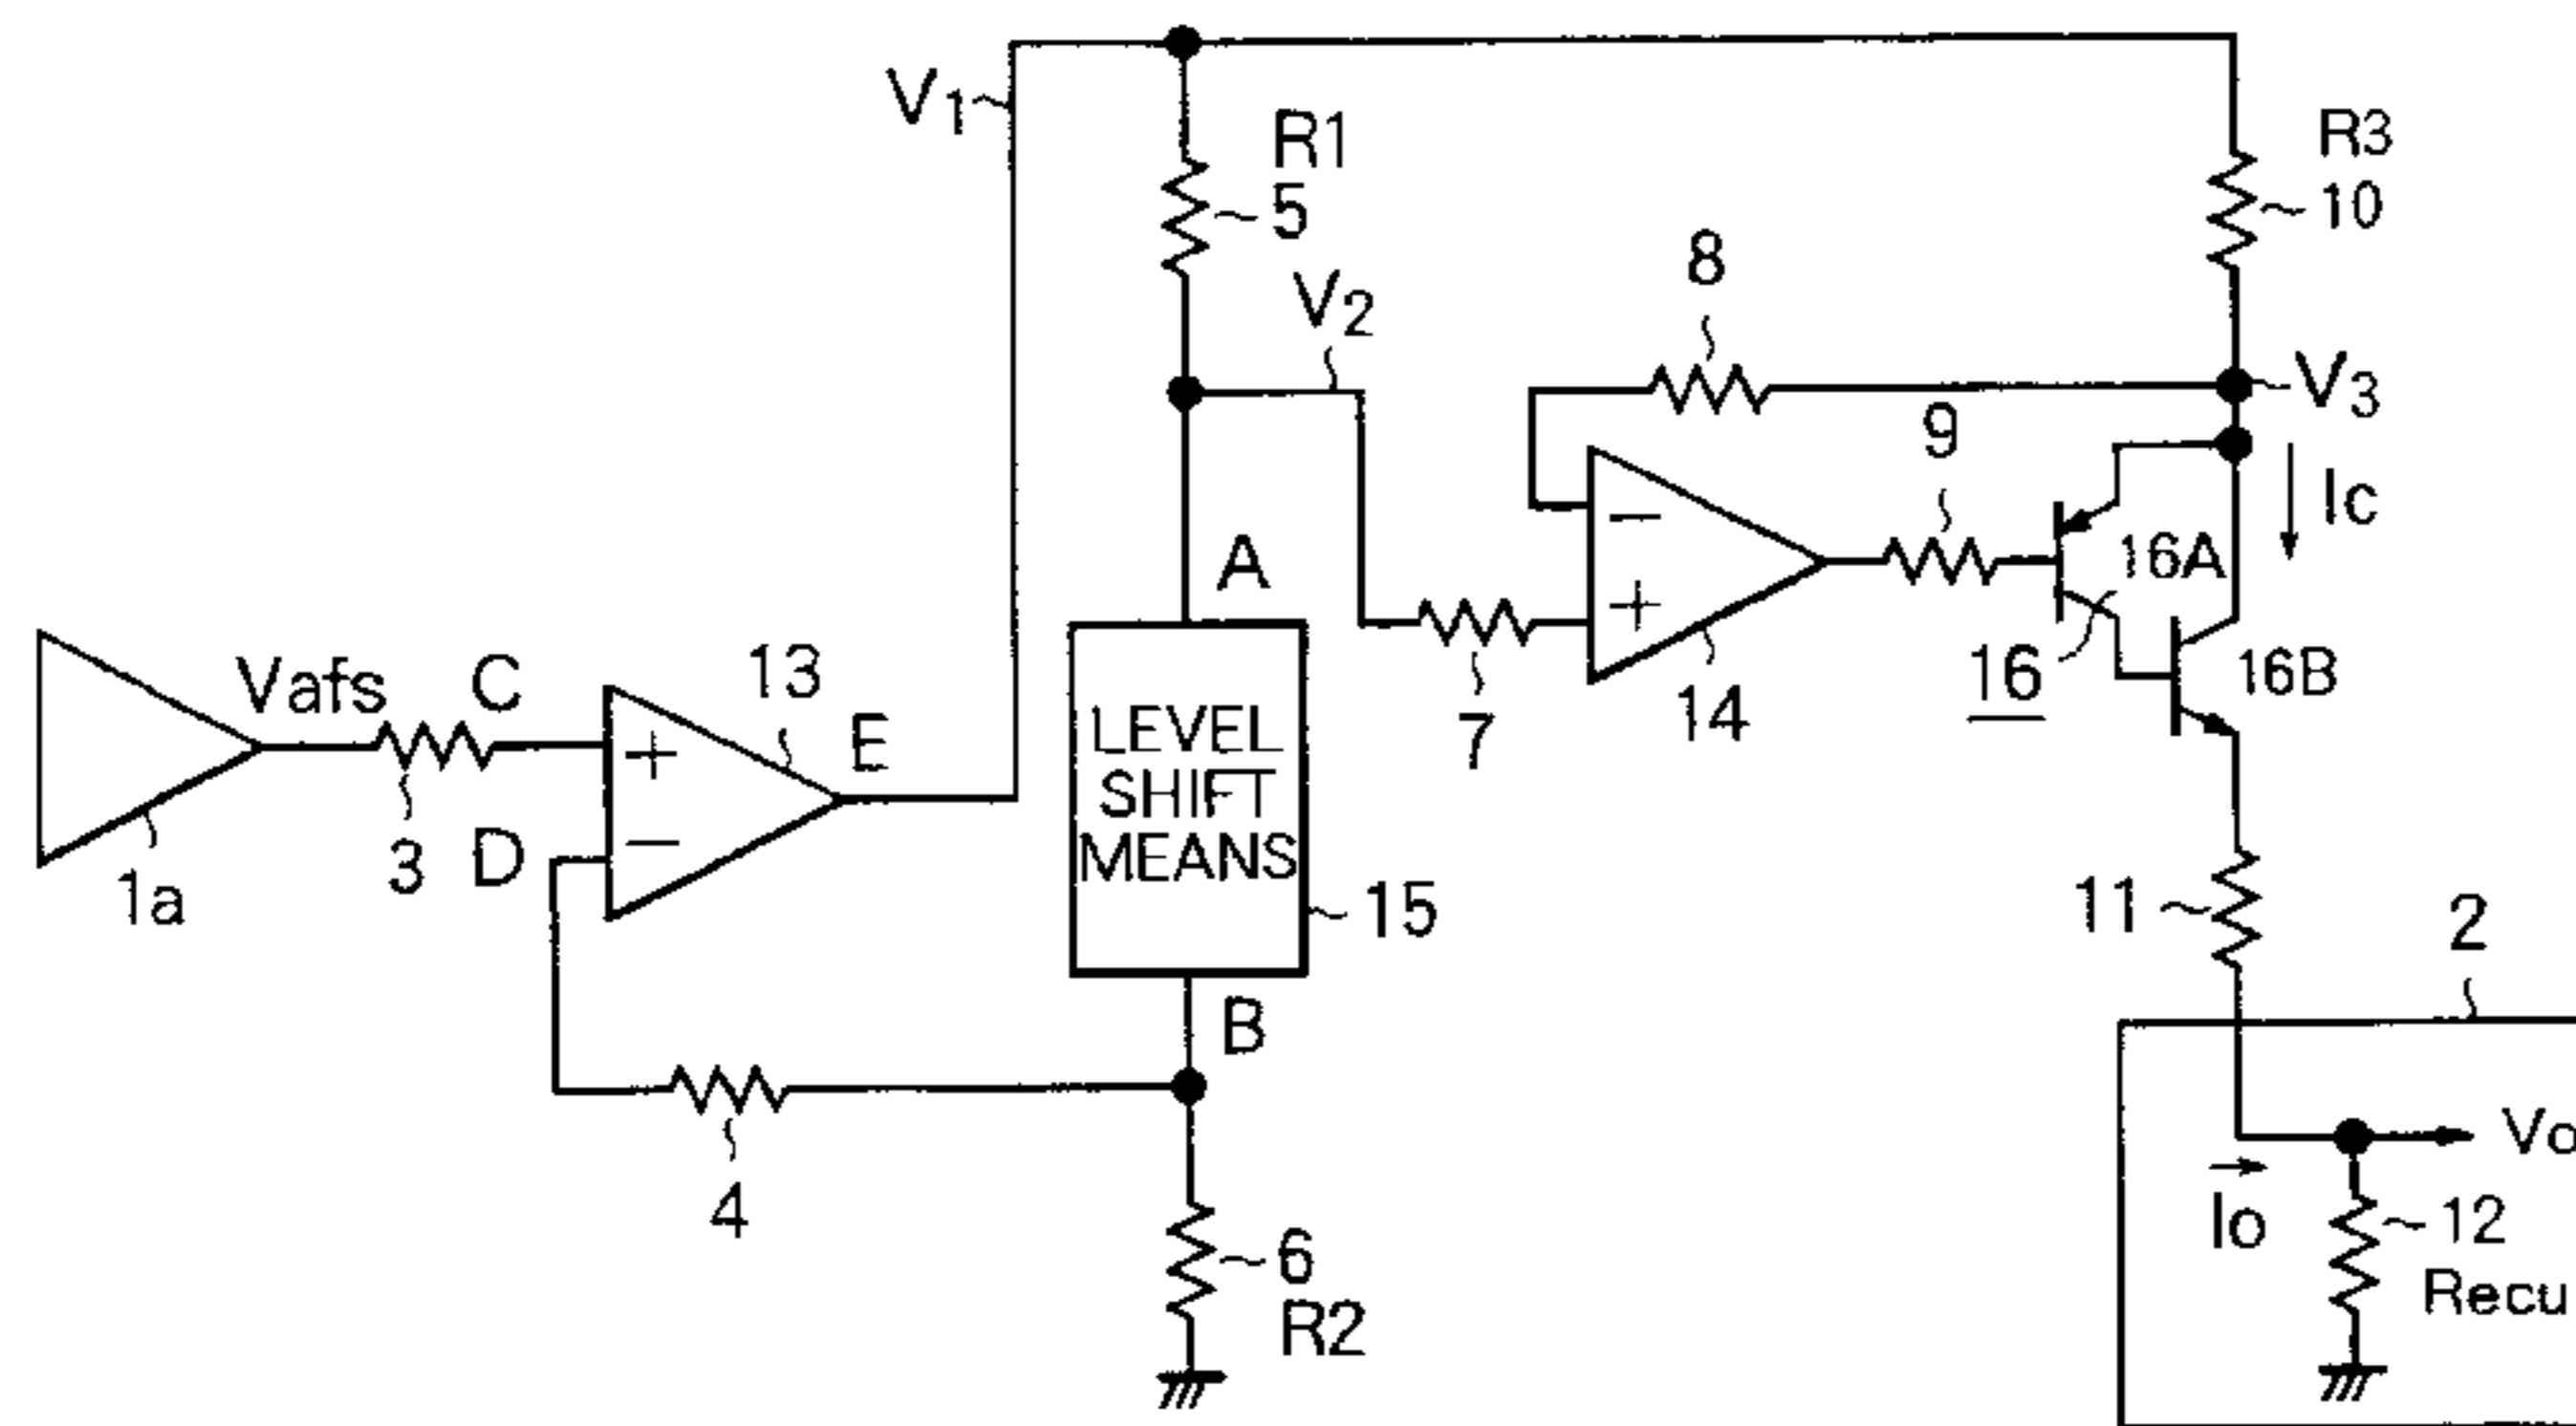 V1
R1
5
R3
10
8
V2
V3
9
Ic
A
16A
Vafs
C
13
E
LEVEL
SHIFT
MEANS
−
+
7
14
16
16B
+
−
1a
3
D
15
11
2
B
4
Vo
Io
12
Recu
6
R2